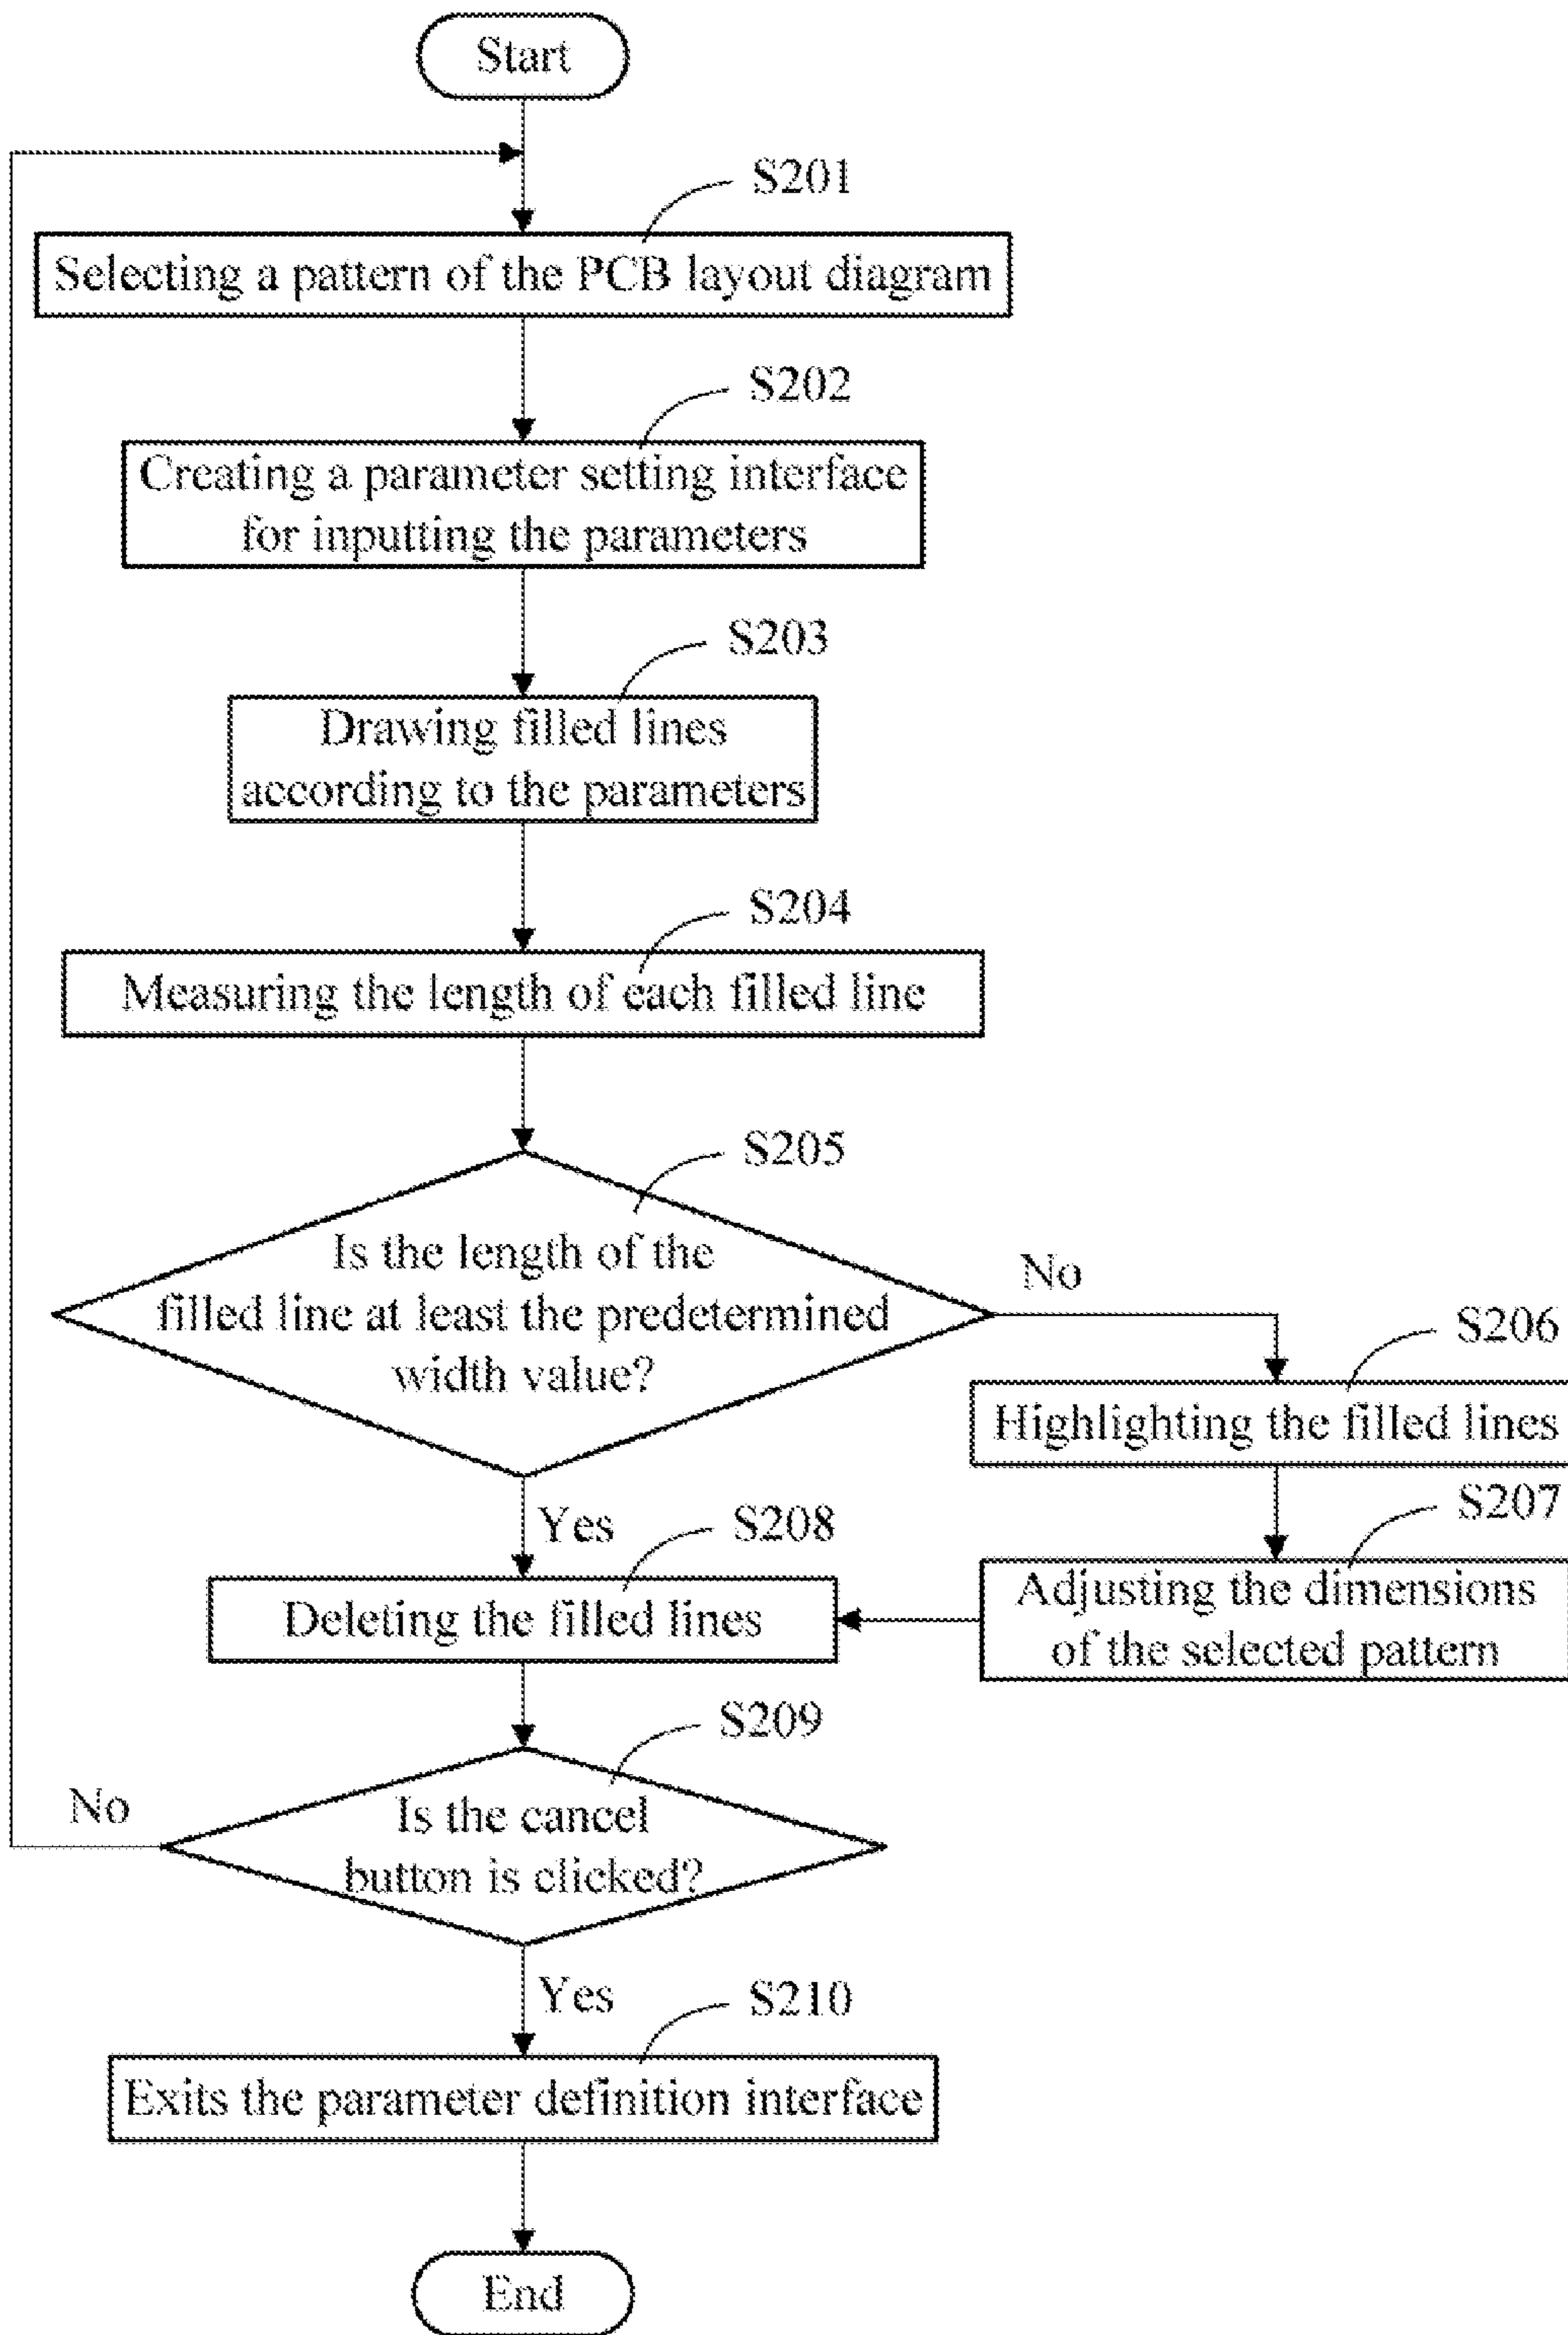 Start
S201
Selecting a pattern of the PCB layout diagram
S202
Creating a parameter setting interface
for inputting the parameters
S203
Drawing filled lines
according to the parameters
S204
Measuring the length of each filled line
S205
Is the length of the
filled line at least the predetermined
width value?
No
S206
Highlighting the filled lines
S207
Adjusting the dimensions
of the selected pattern
Yes
S208
Deleting the filled lines
S209
Is the cancel
button is clicked?
No
Yes
S210
Exits the parameter definition interface
End